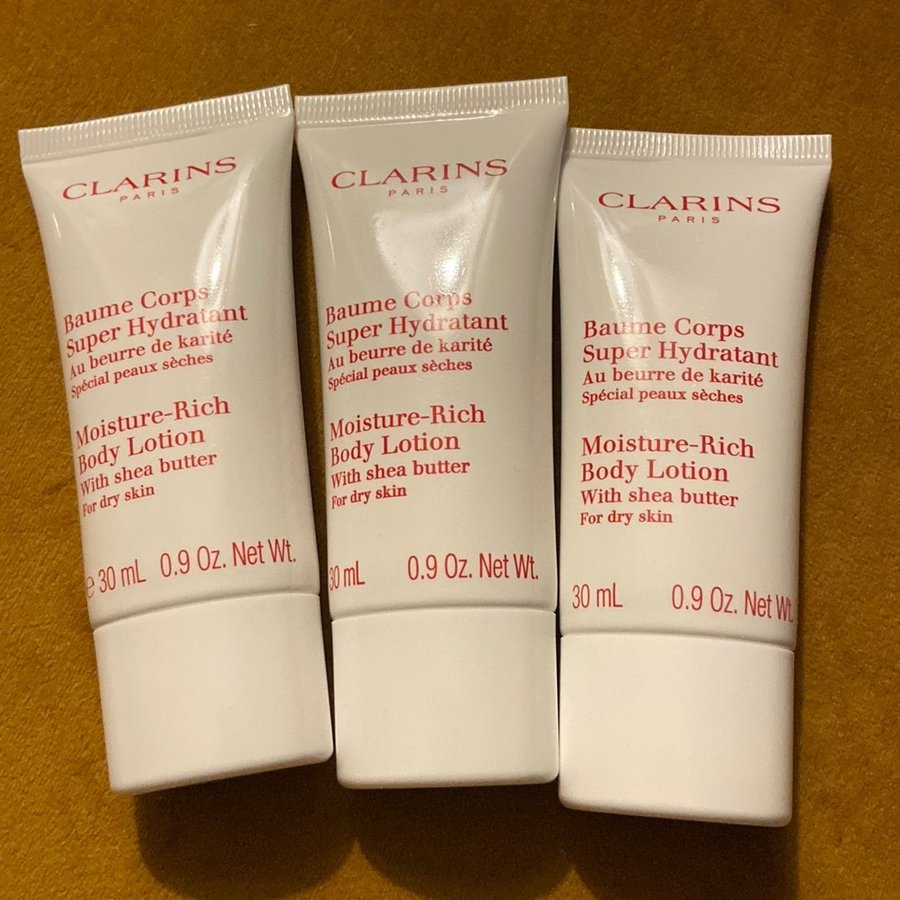 CLARINS
PARIS
Baume Corps
Super Hydratant
Au beurre de karité
Spécial peaux sèches
Moisture-Rich
Body Lotion
With shea butter
For dry skin
e 30 mL 0.9 Oz. Net Wt.
CLARINS
PARIS
Baume Corps
Super Hydratant
Au beurre de karité
Spécial peaux sèches
Moisture-Rich
Body Lotion
With shea butter
For dry skin
30 mL 0.9 Oz. Net Wt.
CLARINS
PARIS
Baume Corps
Super Hydratant
Au beurre de karité
Spécial peaux sèches
Moisture-Rich
Body Lotion
With shea butter
For dry skin
30 mL 0.9 Oz. Net Wt.